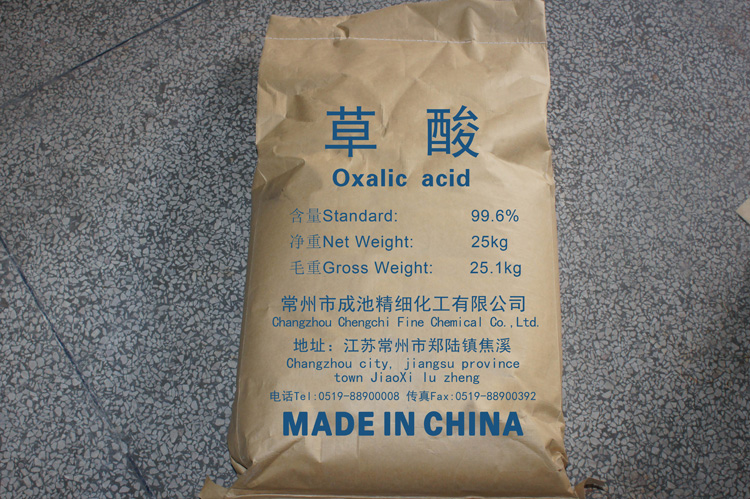 草 酸
Oxalic acid
含量Standard: 99.6%
净重Net Weight: 25kg
毛重Gross Weight: 25.1kg
常州市成池精细化工有限公司
Changzhou Chengchi Fine Chemical Co.,Ltd.
地址：江苏常州市郑陆镇焦溪
Changzhou city, jiangsu province
town JiaoXi lu zheng
电话Tel:0519-88900008 传真Fax:0519-88900392
MADE IN CHINA